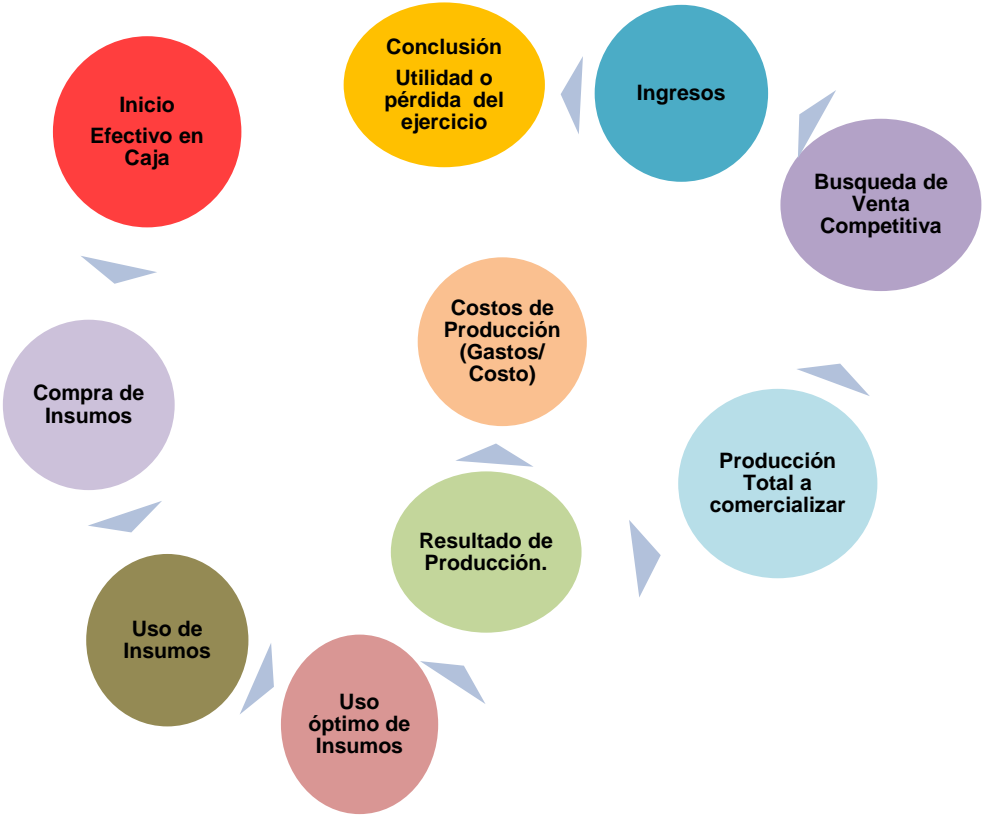 Inicio
Efectivo en
Caja
Compra de
Insumos
Uso de
Insumos
Uso
óptimo de
Insumos
Resultado de
Producción.
Costos de
Producción
(Gastos/
Costo)
Producción
Total a
comercializar
Busqueda de
Venta
Competitiva
Ingresos
Conclusión
Utilidad o
pérdida del
ejercicio